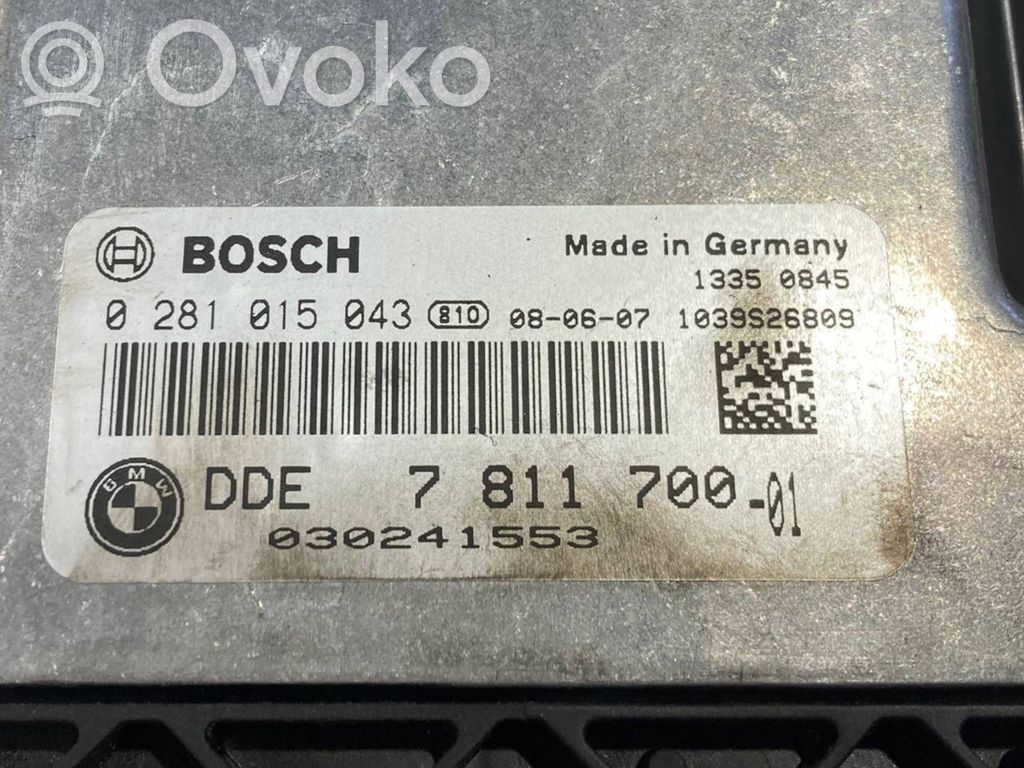 Ovoko
BOSCH Made in Germany
1335 0845
0 281 015 043 810 08-06-07 1039S26809
BMW DDE 7 811 700-01
030241553